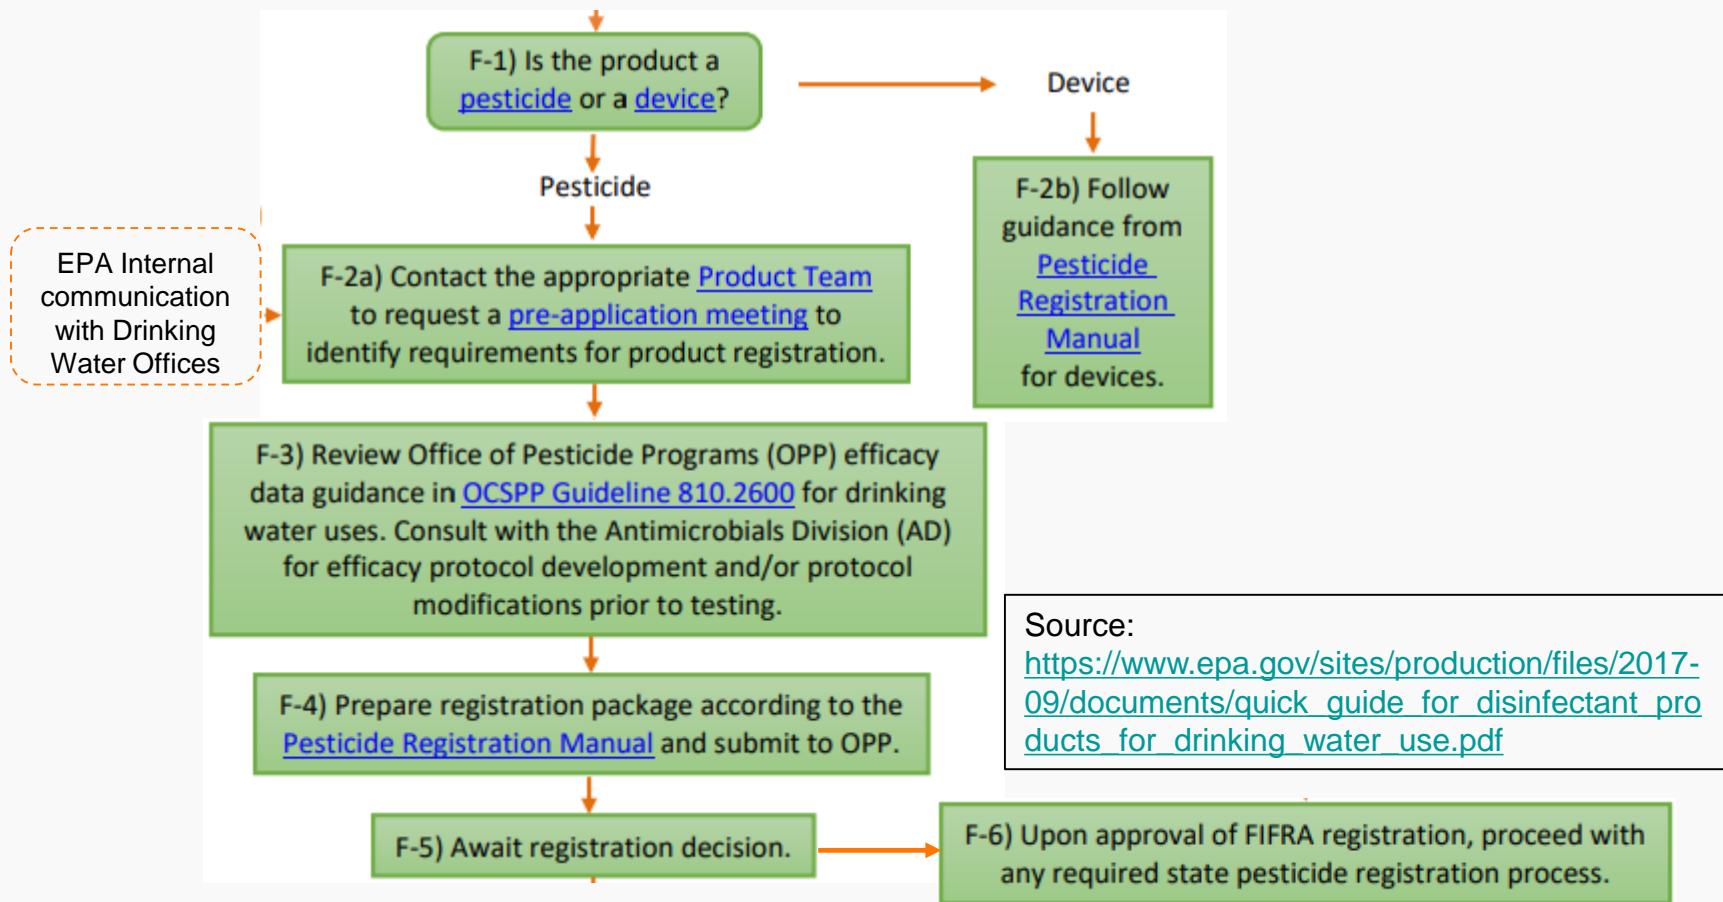 F-1) Is the product a
pesticide or a device?
Device
Pesticide
F-2b) Follow
guidance from
Pesticide
Registration
Manual
for devices.
EPA Internal
communication
with Drinking
Water Offices
F-2a) Contact the appropriate Product Team
to request a pre-application meeting to
identify requirements for product registration.
F-3) Review Office of Pesticide Programs (OPP) efficacy
data guidance in OCSPP Guideline 810.2600 for drinking
water uses. Consult with the Antimicrobials Division (AD)
for efficacy protocol development and/or protocol
modifications prior to testing.
Source:
https://www.epa.gov/sites/production/files/2017-
09/documents/quick_guide_for_disinfectant_pro
ducts_for_drinking_water_use.pdf
F-4) Prepare registration package according to the
Pesticide Registration Manual and submit to OPP.
F-5) Await registration decision.
F-6) Upon approval of FIFRA registration, proceed with
any required state pesticide registration process.